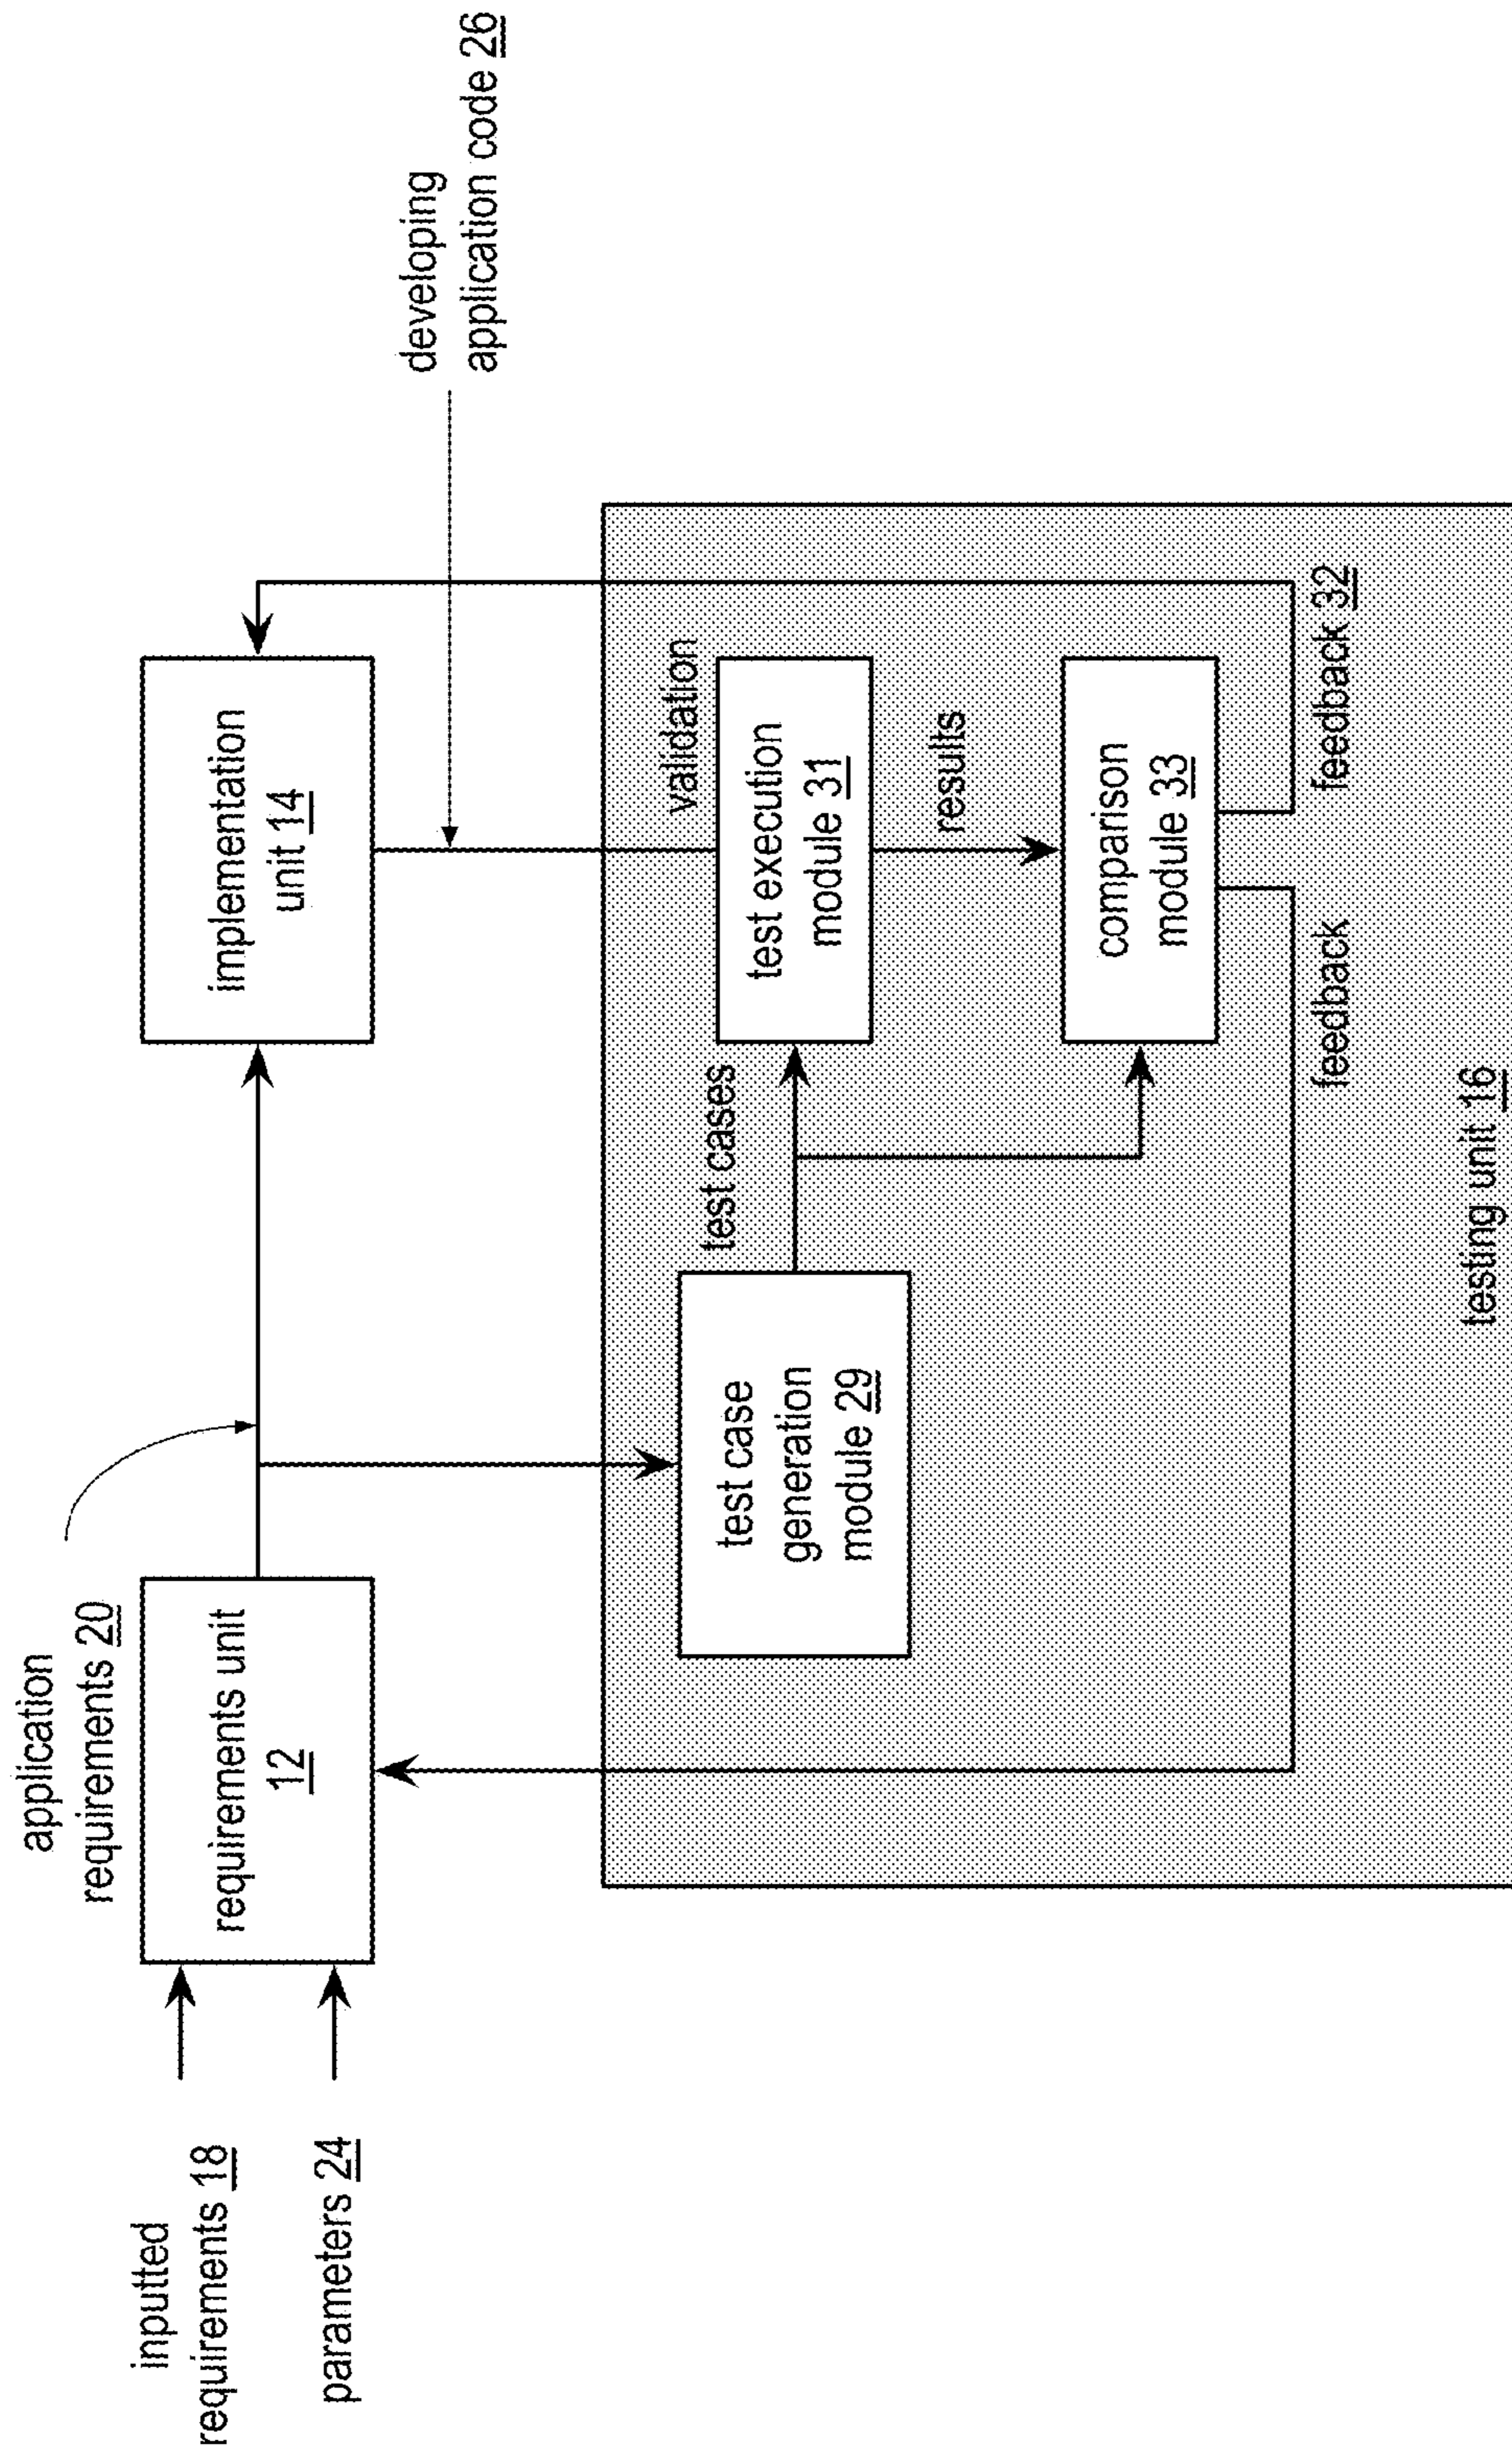 inputted
requirements 18
parameters 24
application
requirements 20
requirements unit
12
implementation
unit 14
developing
application code 26
test case
generation
module 29
test cases
validation
test execution
module 31
results
comparison
module 33
feedback
feedback 32
testing unit 16